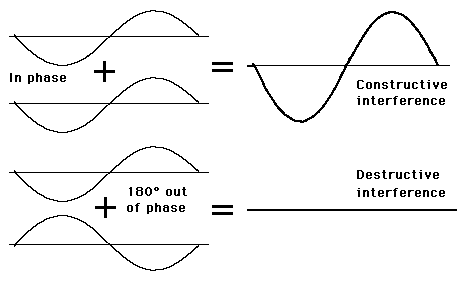 In phase
+
=
Constructive
interference
180° out
of phase
+
=
Destructive
interference